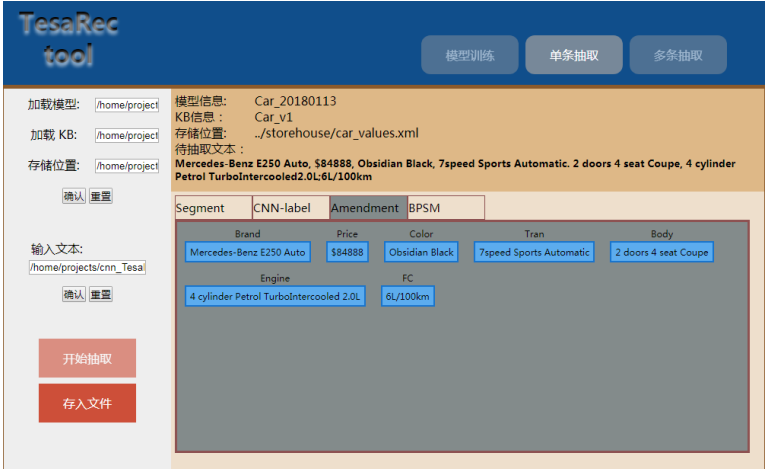 TesaRec
tool
模型训练
单条抽取
多条抽取
加载模型: /home/project
加载 KB: /home/project
存储位置: /home/project
确认 重置
输入文本:
/home/projects/cnn_Tesai
确认 重置
开始抽取
存入文件
模型信息: Car_20180113
KB信息： Car_v1
存储位置: ../storehouse/car_values.xml
待抽取文本：
Mercedes-Benz E250 Auto, $84888, Obsidian Black, 7speed Sports Automatic. 2 doors 4 seat Coupe, 4 cylinder
Petrol TurboIntercooled2.0L;6L/100km
Segment CNN-label Amendment BPSM
Brand Price Color Tran Body
Mercedes-Benz E250 Auto $84888 Obsidian Black 7speed Sports Automatic 2 doors 4 seat Coupe
Engine FC
4 cylinder Petrol TurboIntercooled 2.0L 6L/100km